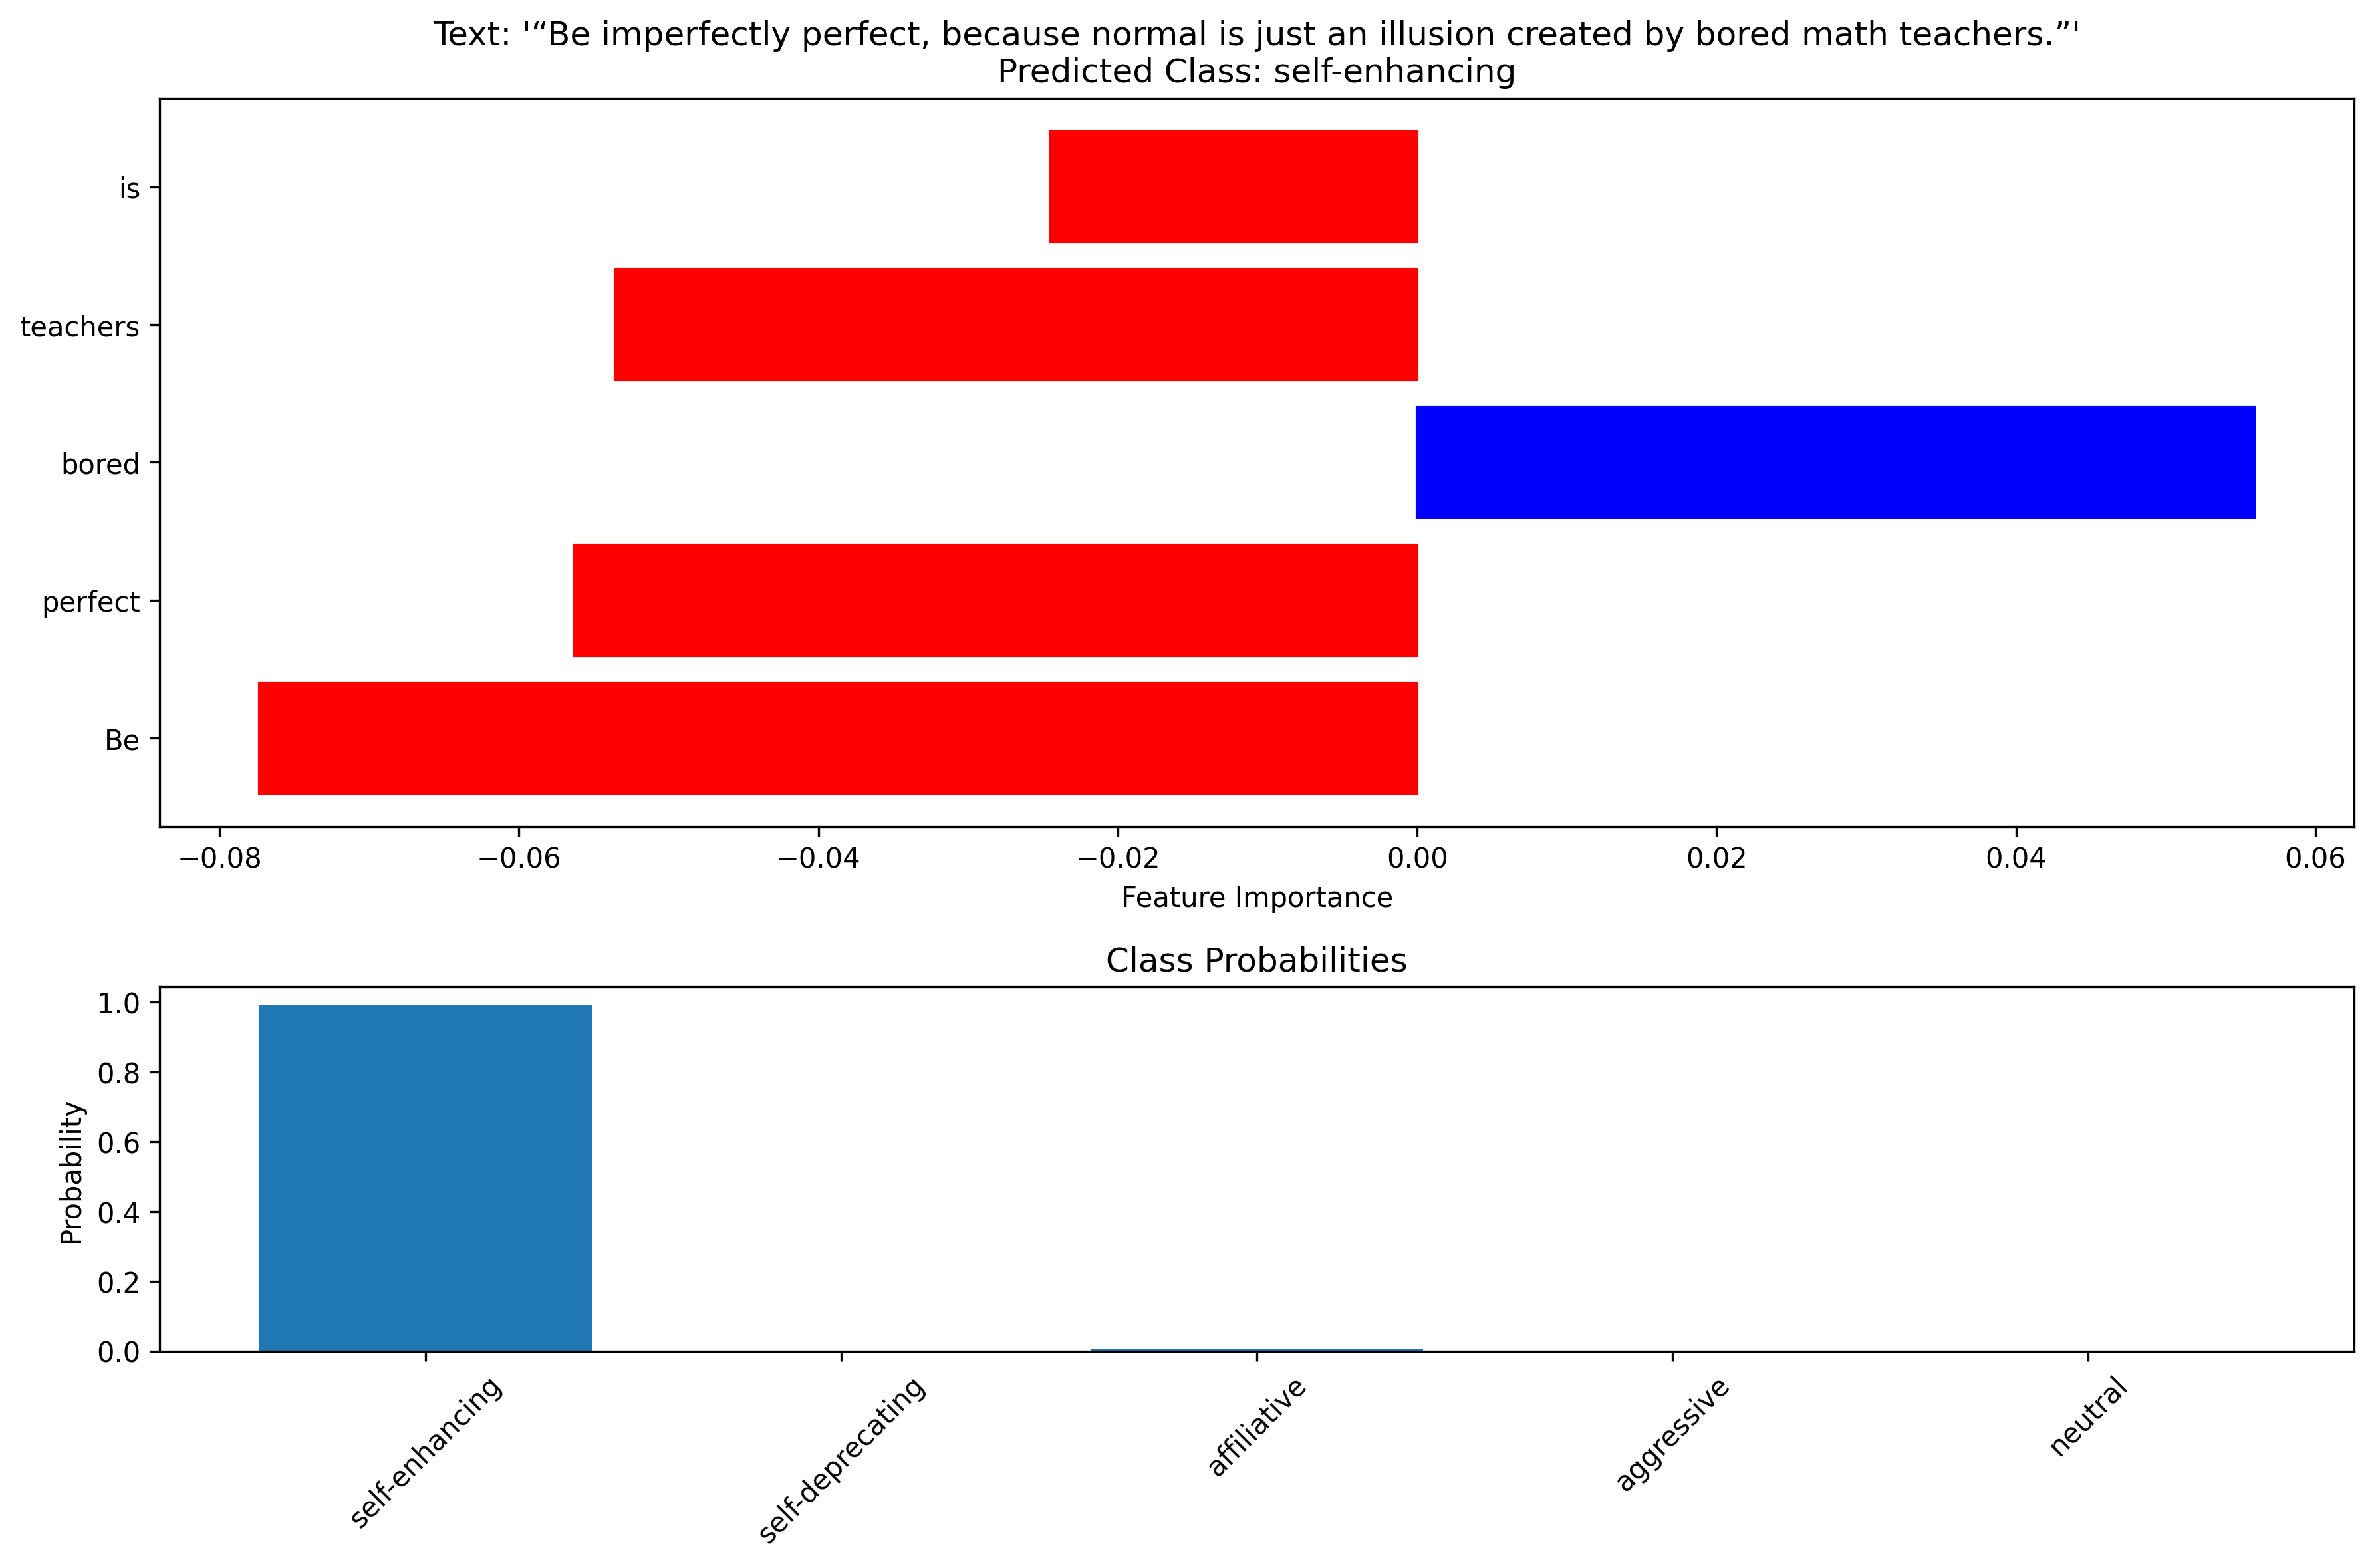 Text: '“Be imperfectly perfect, because normal is just an illusion created by bored math teachers.”'
Predicted Class: self-enhancing
is
teachers
bored
perfect
Be
−0.08
−0.06
−0.04
−0.02
0.00
0.02
0.04
0.06
Feature Importance
Class Probabilities
1.0
0.8
0.6
0.4
0.2
0.0
Probability
self-enhancing
self-deprecating
affiliative
aggressive
neutral